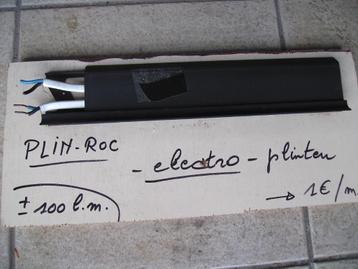 PLIN-ROC
- electro - plinten
± 100 l.m.
→ 1€/m